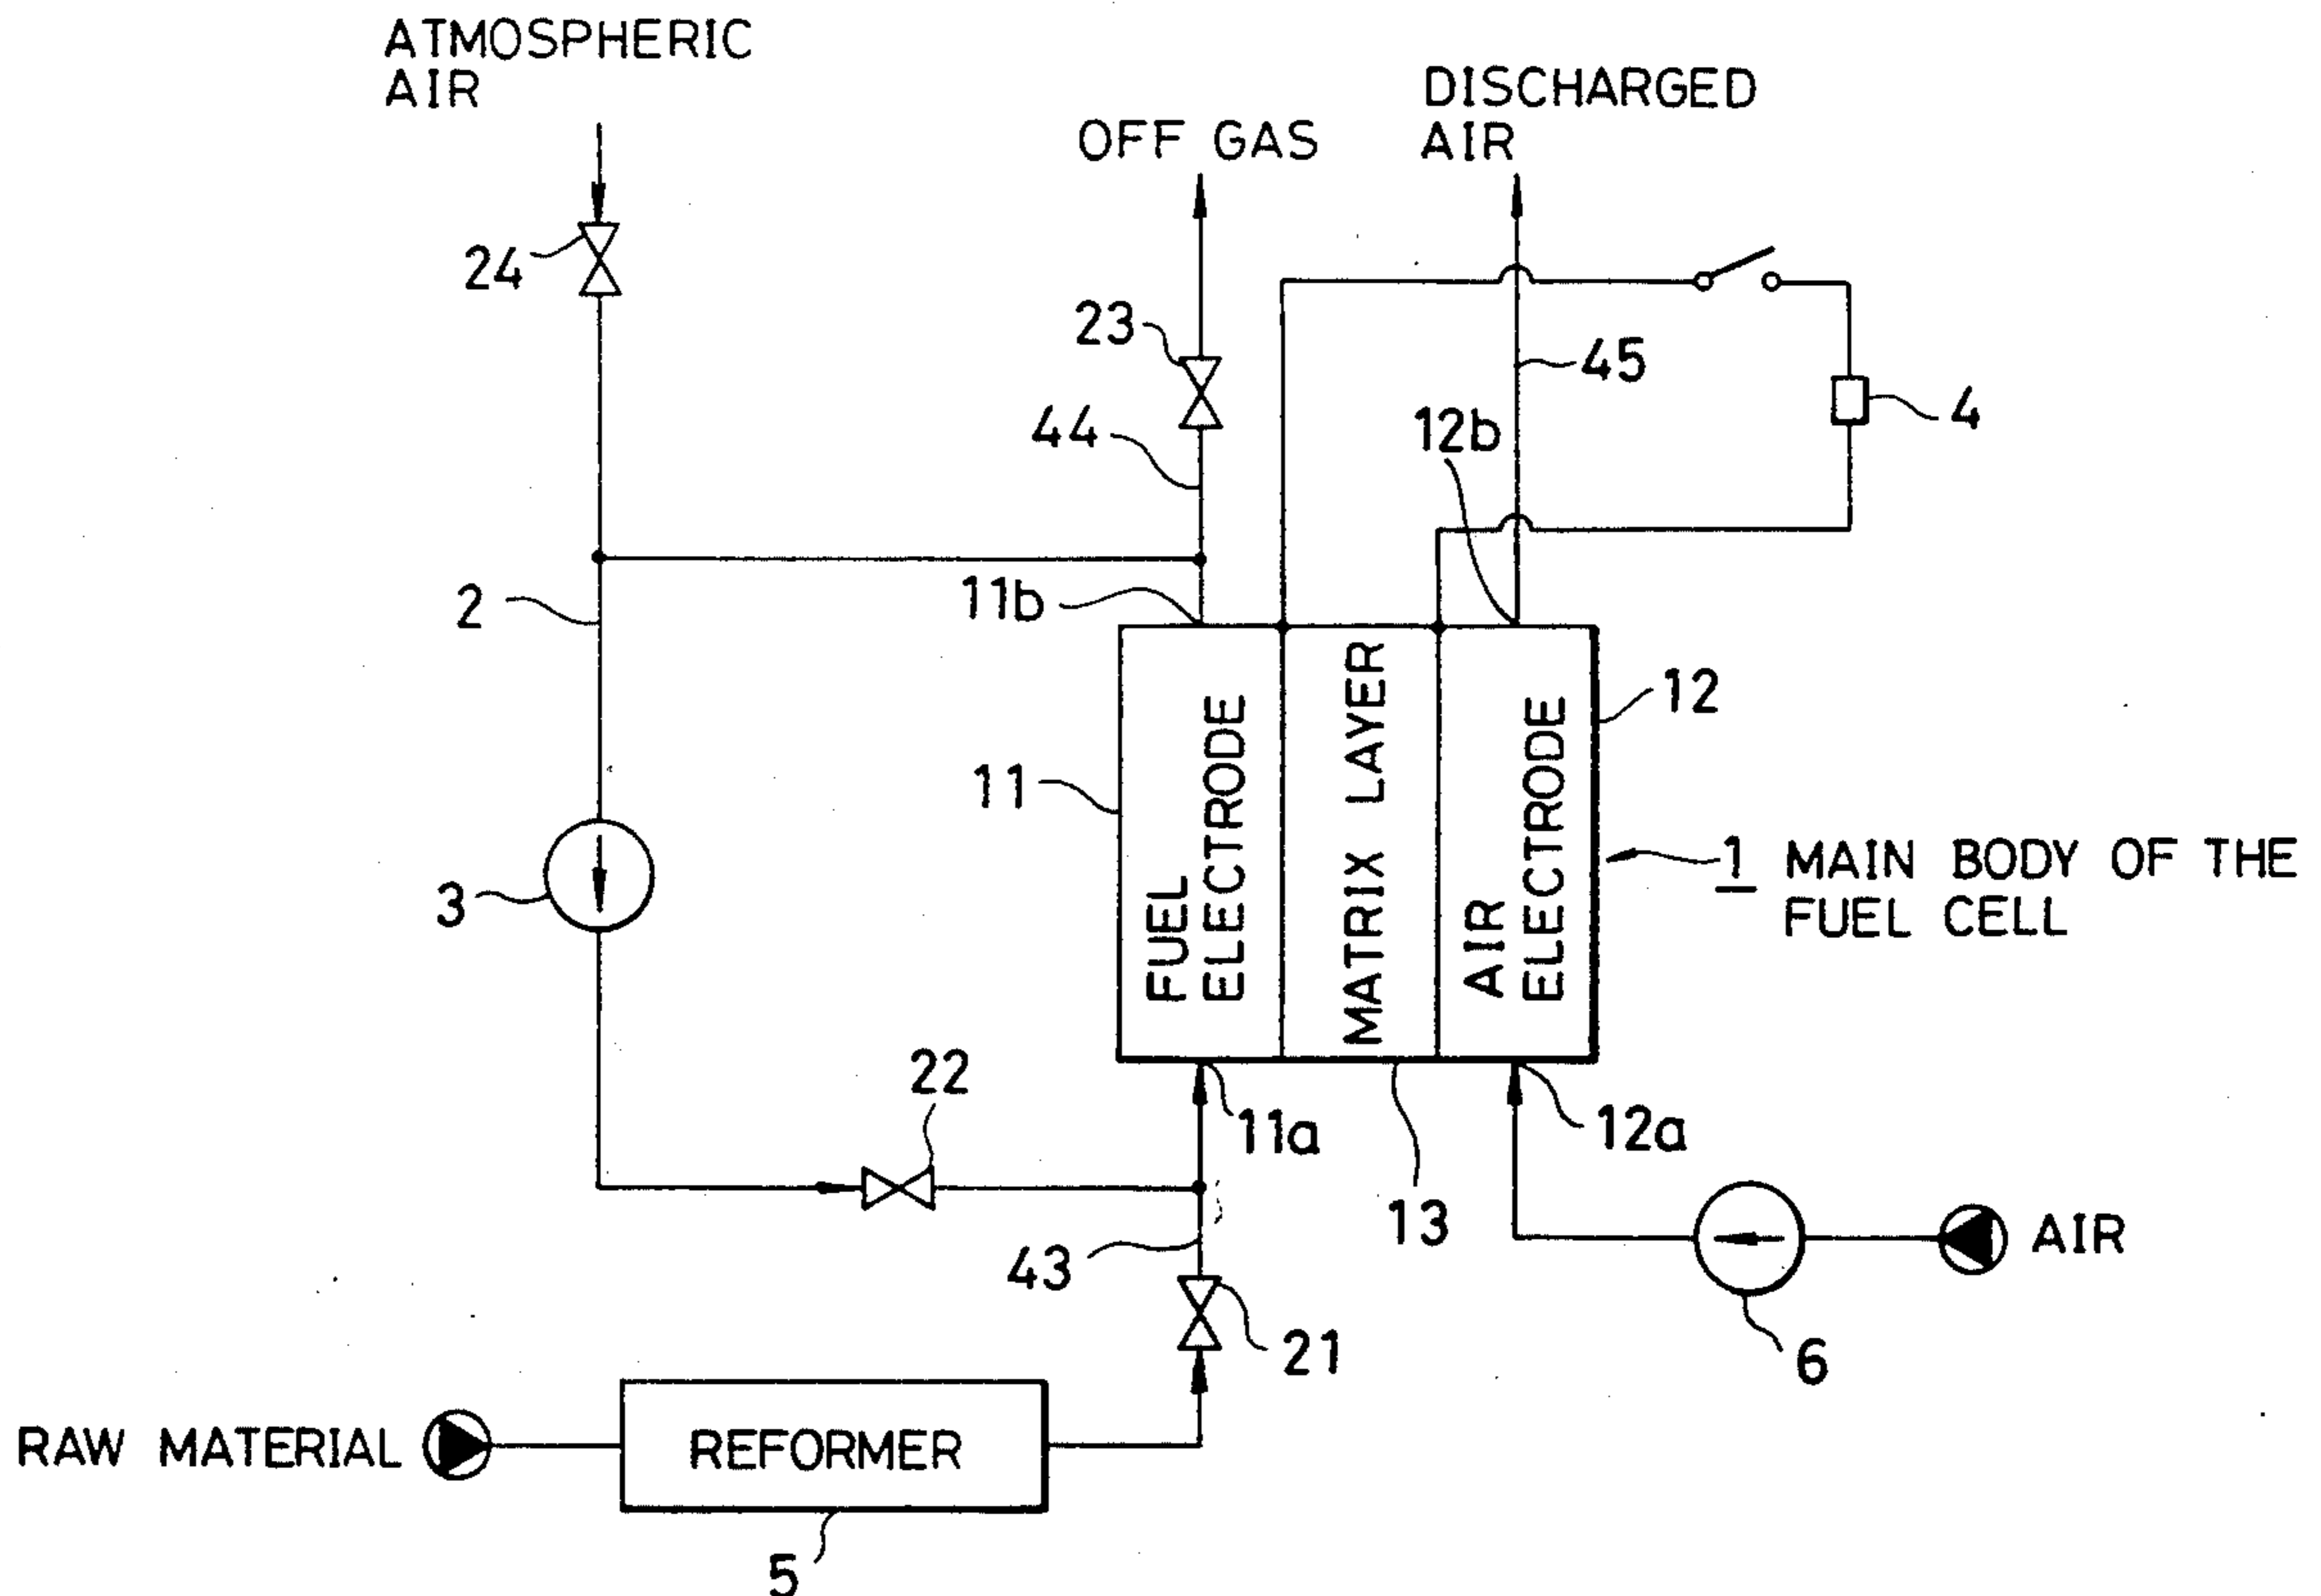 ATMOSPHERIC
AIR
DISCHARGED
AIR
OFF GAS
24
23
45
44
12b
4
2
11b
12
11
FUEL
ELECTRODE
MATRIX LAYER
AIR
ELECTRODE
1 MAIN BODY OF THE
FUEL CELL
3
22
11a
12a
13
43
AIR
21
6
RAW MATERIAL
REFORMER
5